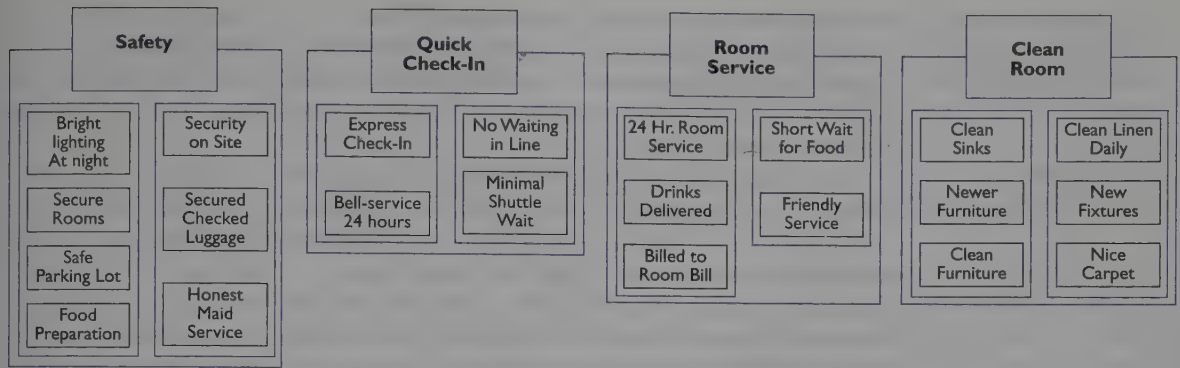 Safety
Bright
lighting
At night
Secure
Rooms
Safe
Parking Lot
Food
Preparation
Security
on Site
Secured
Checked
Luggage
Honest
Maid
Service
Quick
Check-In
Express
Check-In
Bell-service
24 hours
No Waiting
in Line
Minimal
Shuttle
Wait
Room
Service
24 Hr. Room
Service
Drinks
Delivered
Billed to
Room Bill
Short Wait
for Food
Friendly
Service
Clean
Room
Clean
Sinks
Newer
Furniture
Clean
Furniture
Clean Linen
Daily
New
Fixtures
Nice
Carpet